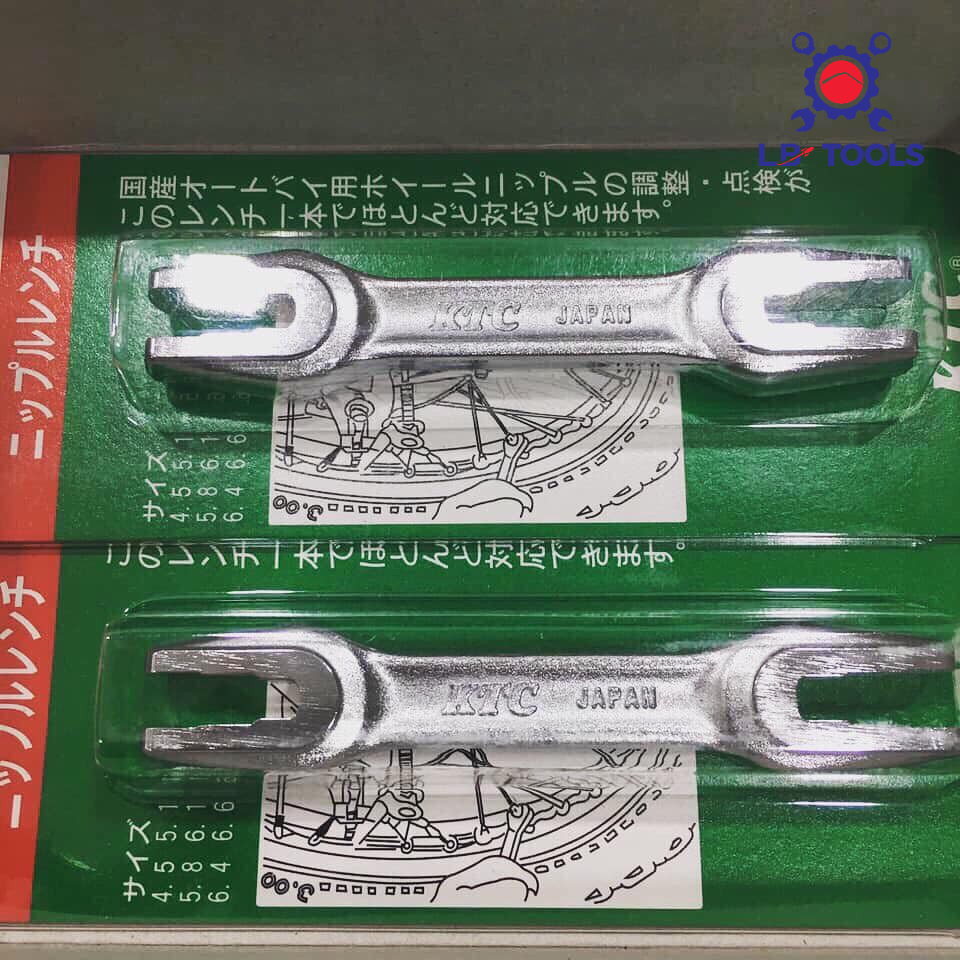 LP TOOLS
国産オートバイ用ホイールニップルの調整・点検が
このレンチ一本でほとんど対応できます。
ニップルレンチ
KTC JAPAN
KTC®
サイズ
4.5 5.1
5.8 6.1
6.4 6.6
3.00
このレンチ一本でほとんど対応できます。
ニップルレンチ
KTC JAPAN
サイズ
4.5 5.1
5.8 6.1
6.4 6.6
3.00